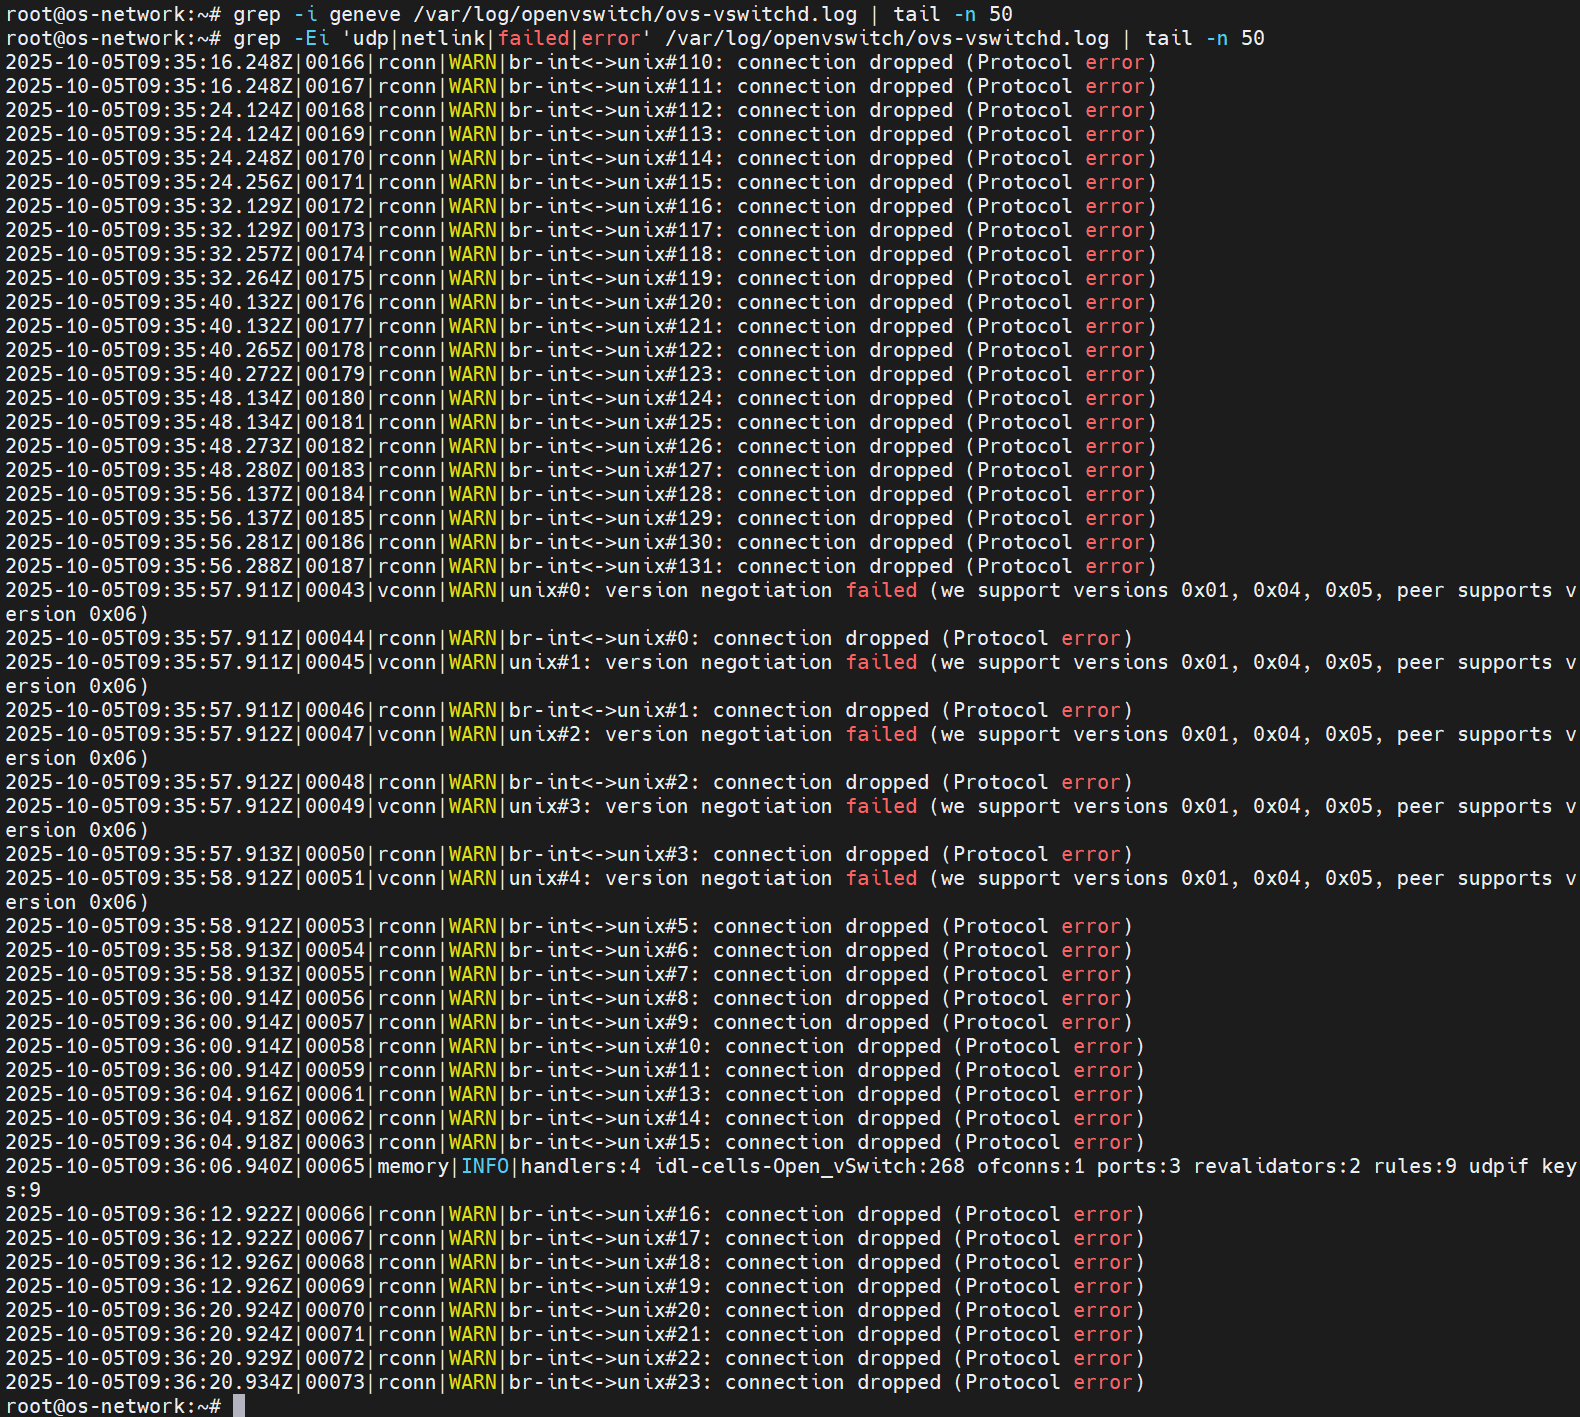 root@os-network:~# grep -i geneve /var/log/openvswitch/ovs-vswitchd.log | tail -n 50
root@os-network:~# grep -Ei 'udp|netlink|failed|error' /var/log/openvswitch/ovs-vswitchd.log | tail -n 50
2025-10-05T09:35:16.248Z|00166|rconn|WARN|br-int<->unix#110: connection dropped (Protocol error)
2025-10-05T09:35:16.248Z|00167|rconn|WARN|br-int<->unix#111: connection dropped (Protocol error)
2025-10-05T09:35:24.124Z|00168|rconn|WARN|br-int<->unix#112: connection dropped (Protocol error)
2025-10-05T09:35:24.124Z|00169|rconn|WARN|br-int<->unix#113: connection dropped (Protocol error)
2025-10-05T09:35:24.248Z|00170|rconn|WARN|br-int<->unix#114: connection dropped (Protocol error)
2025-10-05T09:35:24.256Z|00171|rconn|WARN|br-int<->unix#115: connection dropped (Protocol error)
2025-10-05T09:35:32.129Z|00172|rconn|WARN|br-int<->unix#116: connection dropped (Protocol error)
2025-10-05T09:35:32.129Z|00173|rconn|WARN|br-int<->unix#117: connection dropped (Protocol error)
2025-10-05T09:35:32.257Z|00174|rconn|WARN|br-int<->unix#118: connection dropped (Protocol error)
2025-10-05T09:35:32.264Z|00175|rconn|WARN|br-int<->unix#119: connection dropped (Protocol error)
2025-10-05T09:35:40.132Z|00176|rconn|WARN|br-int<->unix#120: connection dropped (Protocol error)
2025-10-05T09:35:40.132Z|00177|rconn|WARN|br-int<->unix#121: connection dropped (Protocol error)
2025-10-05T09:35:40.265Z|00178|rconn|WARN|br-int<->unix#122: connection dropped (Protocol error)
2025-10-05T09:35:40.272Z|00179|rconn|WARN|br-int<->unix#123: connection dropped (Protocol error)
2025-10-05T09:35:48.134Z|00180|rconn|WARN|br-int<->unix#124: connection dropped (Protocol error)
2025-10-05T09:35:48.134Z|00181|rconn|WARN|br-int<->unix#125: connection dropped (Protocol error)
2025-10-05T09:35:48.273Z|00182|rconn|WARN|br-int<->unix#126: connection dropped (Protocol error)
2025-10-05T09:35:48.280Z|00183|rconn|WARN|br-int<->unix#127: connection dropped (Protocol error)
2025-10-05T09:35:56.137Z|00184|rconn|WARN|br-int<->unix#128: connection dropped (Protocol error)
2025-10-05T09:35:56.137Z|00185|rconn|WARN|br-int<->unix#129: connection dropped (Protocol error)
2025-10-05T09:35:56.281Z|00186|rconn|WARN|br-int<->unix#130: connection dropped (Protocol error)
2025-10-05T09:35:56.288Z|00187|rconn|WARN|br-int<->unix#131: connection dropped (Protocol error)
2025-10-05T09:35:57.911Z|00043|vconn|WARN|unix#0: version negotiation failed (we support versions 0x01, 0x04, 0x05, peer supports v
ersion 0x06)
2025-10-05T09:35:57.911Z|00044|rconn|WARN|br-int<->unix#0: connection dropped (Protocol error)
2025-10-05T09:35:57.911Z|00045|vconn|WARN|unix#1: version negotiation failed (we support versions 0x01, 0x04, 0x05, peer supports v
ersion 0x06)
2025-10-05T09:35:57.911Z|00046|rconn|WARN|br-int<->unix#1: connection dropped (Protocol error)
2025-10-05T09:35:57.912Z|00047|vconn|WARN|unix#2: version negotiation failed (we support versions 0x01, 0x04, 0x05, peer supports v
ersion 0x06)
2025-10-05T09:35:57.912Z|00048|rconn|WARN|br-int<->unix#2: connection dropped (Protocol error)
2025-10-05T09:35:57.912Z|00049|vconn|WARN|unix#3: version negotiation failed (we support versions 0x01, 0x04, 0x05, peer supports v
ersion 0x06)
2025-10-05T09:35:57.913Z|00050|rconn|WARN|br-int<->unix#3: connection dropped (Protocol error)
2025-10-05T09:35:58.912Z|00051|vconn|WARN|unix#4: version negotiation failed (we support versions 0x01, 0x04, 0x05, peer supports v
ersion 0x06)
2025-10-05T09:35:58.912Z|00053|rconn|WARN|br-int<->unix#5: connection dropped (Protocol error)
2025-10-05T09:35:58.913Z|00054|rconn|WARN|br-int<->unix#6: connection dropped (Protocol error)
2025-10-05T09:35:58.913Z|00055|rconn|WARN|br-int<->unix#7: connection dropped (Protocol error)
2025-10-05T09:36:00.914Z|00056|rconn|WARN|br-int<->unix#8: connection dropped (Protocol error)
2025-10-05T09:36:00.914Z|00057|rconn|WARN|br-int<->unix#9: connection dropped (Protocol error)
2025-10-05T09:36:00.914Z|00058|rconn|WARN|br-int<->unix#10: connection dropped (Protocol error)
2025-10-05T09:36:00.914Z|00059|rconn|WARN|br-int<->unix#11: connection dropped (Protocol error)
2025-10-05T09:36:04.916Z|00061|rconn|WARN|br-int<->unix#13: connection dropped (Protocol error)
2025-10-05T09:36:04.918Z|00062|rconn|WARN|br-int<->unix#14: connection dropped (Protocol error)
2025-10-05T09:36:04.918Z|00063|rconn|WARN|br-int<->unix#15: connection dropped (Protocol error)
2025-10-05T09:36:06.940Z|00065|memory|INFO|handlers:4 idl-cells-Open_vSwitch:268 ofconns:1 ports:3 revalidators:2 rules:9 udpif key
s:9
2025-10-05T09:36:12.922Z|00066|rconn|WARN|br-int<->unix#16: connection dropped (Protocol error)
2025-10-05T09:36:12.922Z|00067|rconn|WARN|br-int<->unix#17: connection dropped (Protocol error)
2025-10-05T09:36:12.926Z|00068|rconn|WARN|br-int<->unix#18: connection dropped (Protocol error)
2025-10-05T09:36:12.926Z|00069|rconn|WARN|br-int<->unix#19: connection dropped (Protocol error)
2025-10-05T09:36:20.924Z|00070|rconn|WARN|br-int<->unix#20: connection dropped (Protocol error)
2025-10-05T09:36:20.924Z|00071|rconn|WARN|br-int<->unix#21: connection dropped (Protocol error)
2025-10-05T09:36:20.929Z|00072|rconn|WARN|br-int<->unix#22: connection dropped (Protocol error)
2025-10-05T09:36:20.934Z|00073|rconn|WARN|br-int<->unix#23: connection dropped (Protocol error)
root@os-network:~#